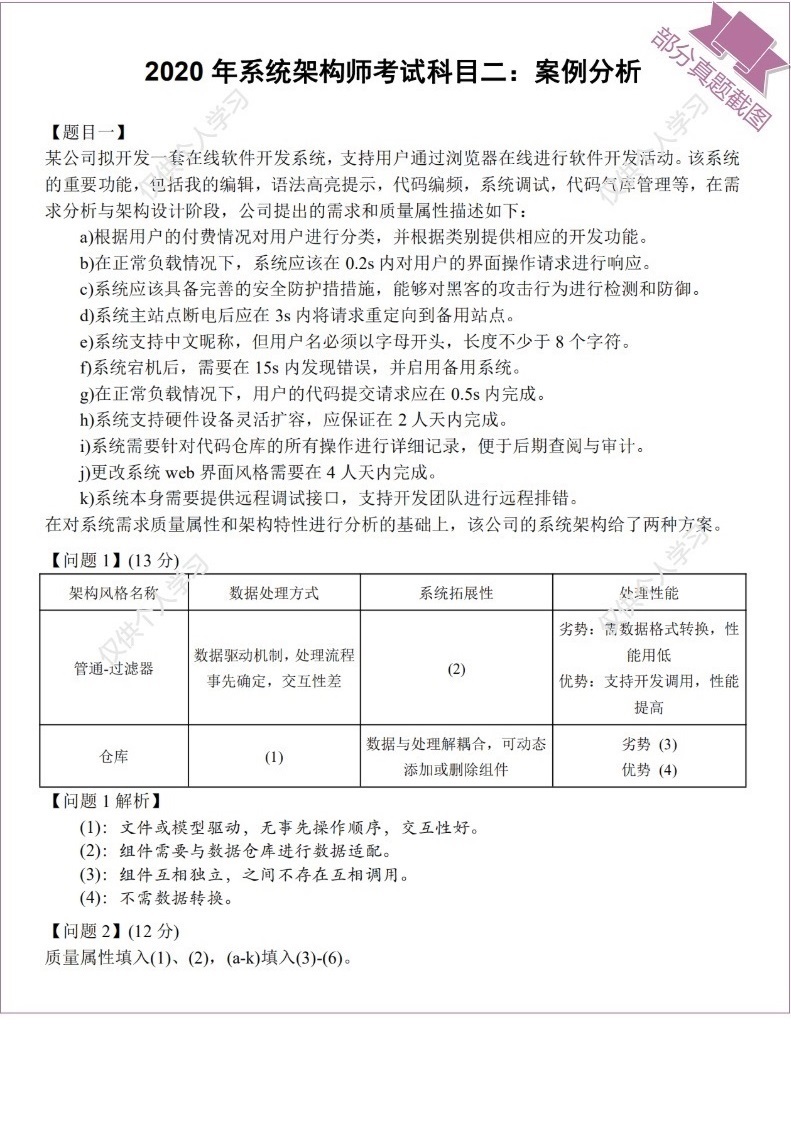 部分真题截图
2020 年系统架构师考试科目二：案例分析
【题目一】
某公司拟开发一套在线软件开发系统，支持用户通过浏览器在线进行软件开发活动。该系统
的重要功能，包括我的编辑，语法高亮提示，代码编频，系统调试，代码仓库管理等，在需
求分析与架构设计阶段，公司提出的需求和质量属性描述如下：
a)根据用户的付费情况对用户进行分类，并根据类别提供相应的开发功能。
b)在正常负载情况下，系统应该在 0.2s 内对用户的界面操作请求进行响应。
c)系统应该具备完善的安全防护措措施，能够对黑客的攻击行为进行检测和防御。
d)系统主站点断电后应在 3s 内将请求重定向到备用站点。
e)系统支持中文昵称，但用户名必须以字母开头，长度不少于 8 个字符。
f)系统宕机后，需要在 15s 内发现错误，并启用备用系统。
g)在正常负载情况下，用户的代码提交请求应在 0.5s 内完成。
h)系统支持硬件设备灵活扩容，应保证在 2 人天内完成。
i)系统需要针对代码仓库的所有操作进行详细记录，便于后期查阅与审计。
j)更改系统 web 界面风格需要在 4 人天内完成。
k)系统本身需要提供远程调试接口，支持开发团队进行远程排错。
在对系统需求质量属性和架构特性进行分析的基础上，该公司的系统架构给了两种方案。
【问题 1】(13 分)
架构风格名称 数据处理方式 系统拓展性 处理性能
管通-过滤器
数据驱动机制，处理流程
事先确定，交互性差
(2)
劣势：需数据格式转换，性
能用低
优势：支持开发调用，性能
提高
仓库
(1)
数据与处理解耦合，可动态
添加或删除组件
劣势 (3)
优势 (4)
【问题 1 解析】
(1)：文件或模型驱动，无事先操作顺序，交互性好。
(2)：组件需要与数据仓库进行数据适配。
(3)：组件互相独立，之间不存在互相调用。
(4)：不需数据转换。
【问题 2】(12 分)
质量属性填入(1)、(2)，(a-k)填入(3)-(6)。
仅供个人学习
仅供个人学习
仅供个人学习
仅供个人学习